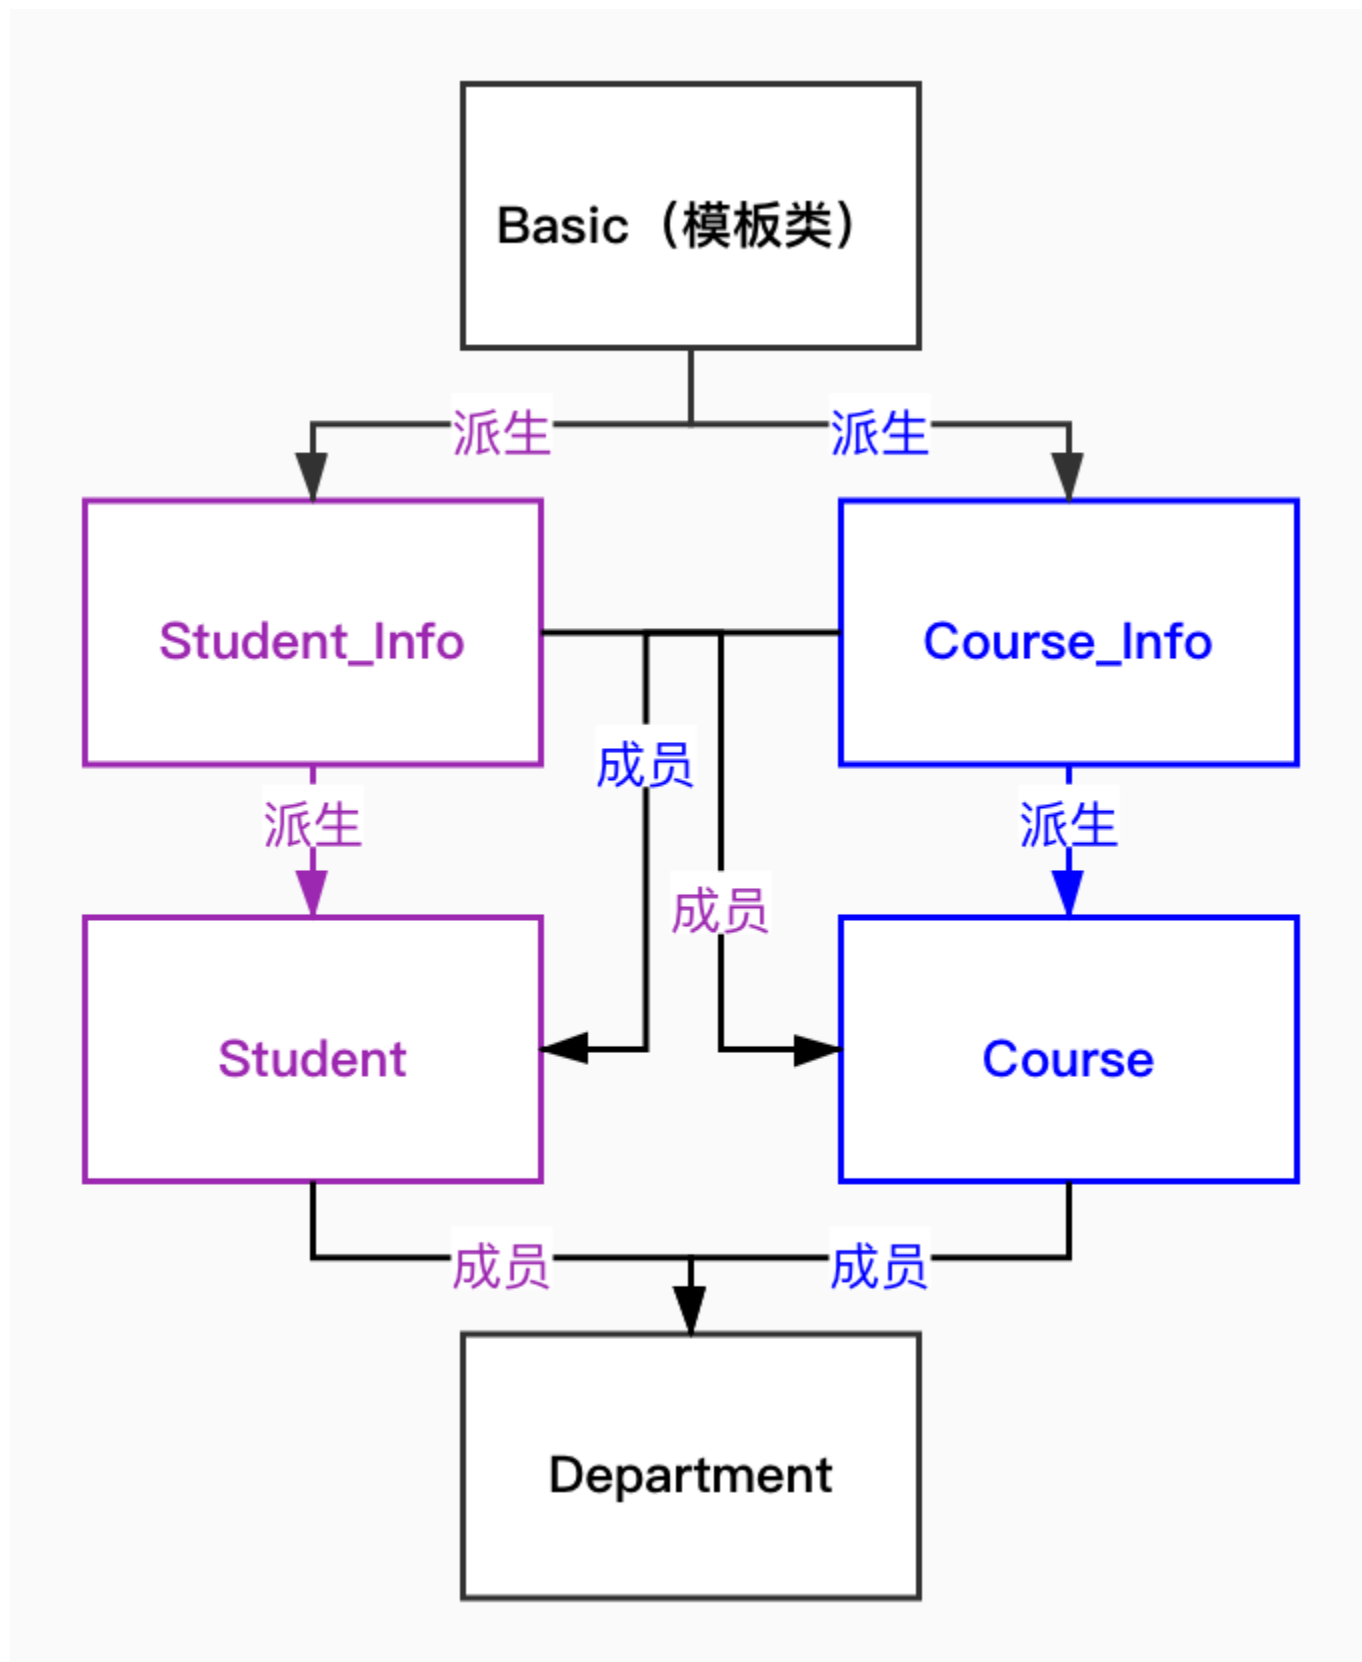 Basic（模板类）
派生
派生
Student_Info
Course_Info
成员
派生
派生
成员
Student
Course
成员
成员
Department